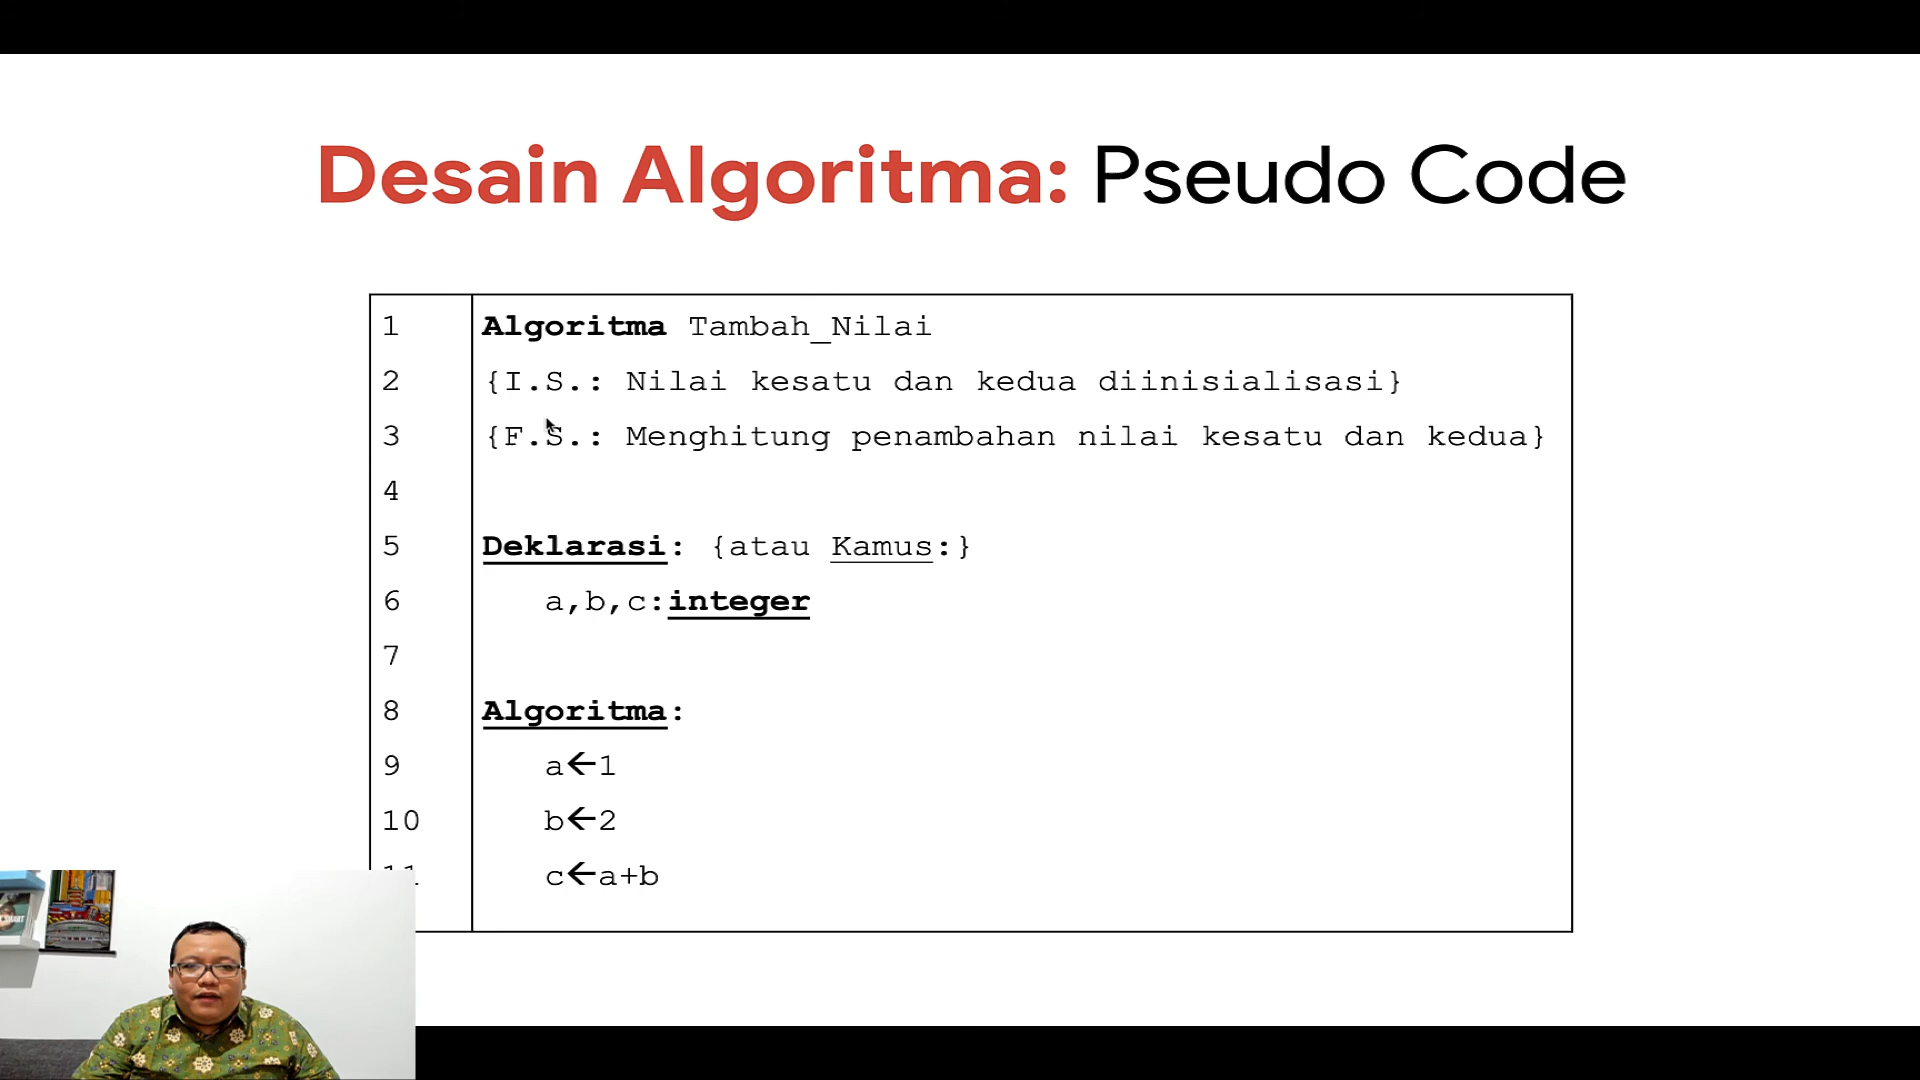 Desain Algoritma: Pseudo Code
1 Algoritma Tambah_Nilai
2 {I.S.: Nilai kesatu dan kedua diinisialisasi}
3 {F.S.: Menghitung penambahan nilai kesatu dan kedua}
4
5 Deklarasi: {atau Kamus:}
6 a,b,c:integer
7
8 Algoritma:
9 a←1
10 b←2
11 c←a+b